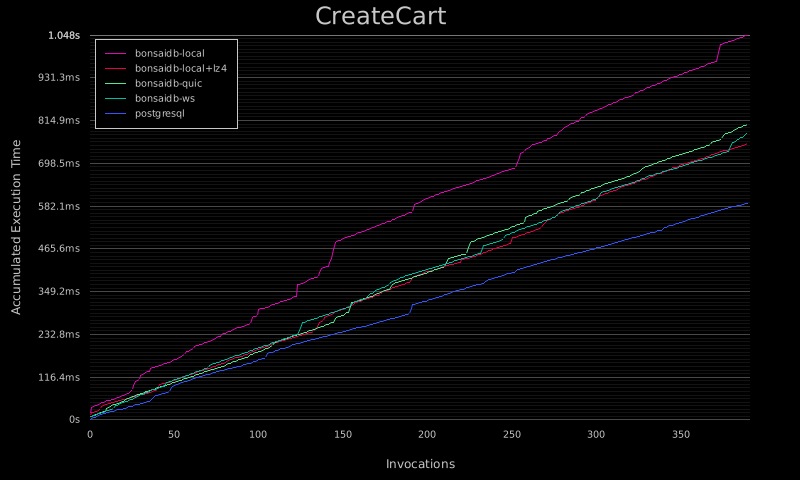 CreateCart
1.048s
931.3ms
814.9ms
698.5ms
582.1ms
465.6ms
349.2ms
232.8ms
116.4ms
0s
Accumulated Execution Time
bonsaidb-local
bonsaidb-local+lz4
bonsaidb-quic
bonsaidb-ws
postgresql
0 50 100 150 200 250 300 350
Invocations